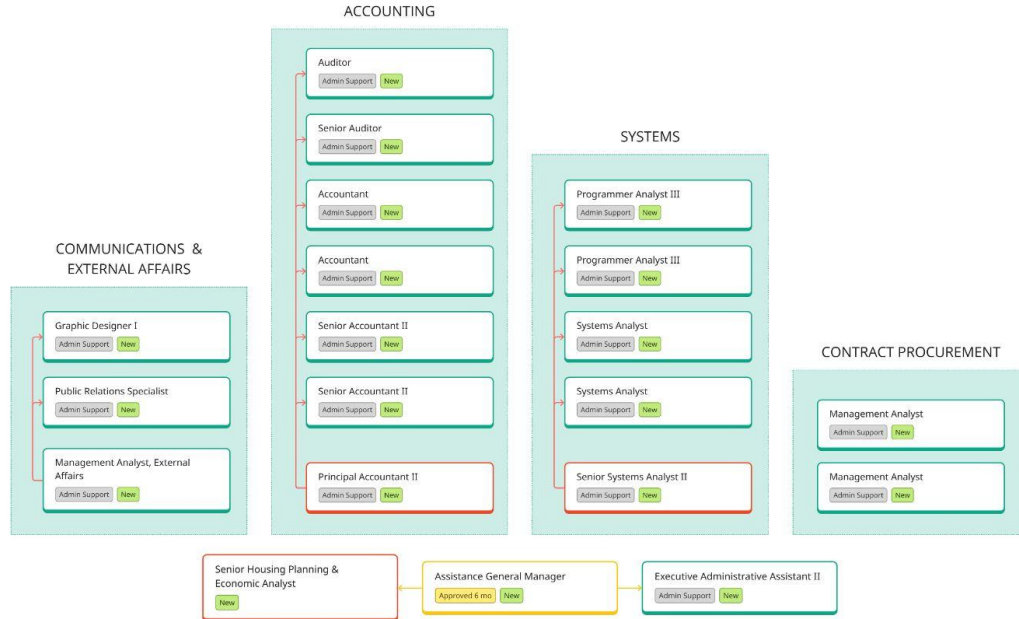 ACCOUNTING
Auditor
Admin Support New
Senior Auditor
Admin Support New
Accountant
Admin Support New
Accountant
Admin Support New
Senior Accountant II
Admin Support New
Senior Accountant II
Admin Support New
Principal Accountant II
Admin Support New
SYSTEMS
Programmer Analyst III
Admin Support New
Programmer Analyst III
Admin Support New
Systems Analyst
Admin Support New
Systems Analyst
Admin Support New
Senior Systems Analyst II
Admin Support New
COMMUNICATIONS &
EXTERNAL AFFAIRS
Graphic Designer I
Admin Support New
Public Relations Specialist
Admin Support New
Management Analyst, External
Affairs
Admin Support New
CONTRACT PROCUREMENT
Management Analyst
Admin Support New
Management Analyst
Admin Support New
Senior Housing Planning &
Economic Analyst
New
Assistance General Manager
Approved 6 mo New
Executive Administrative Assistant II
Admin Support New